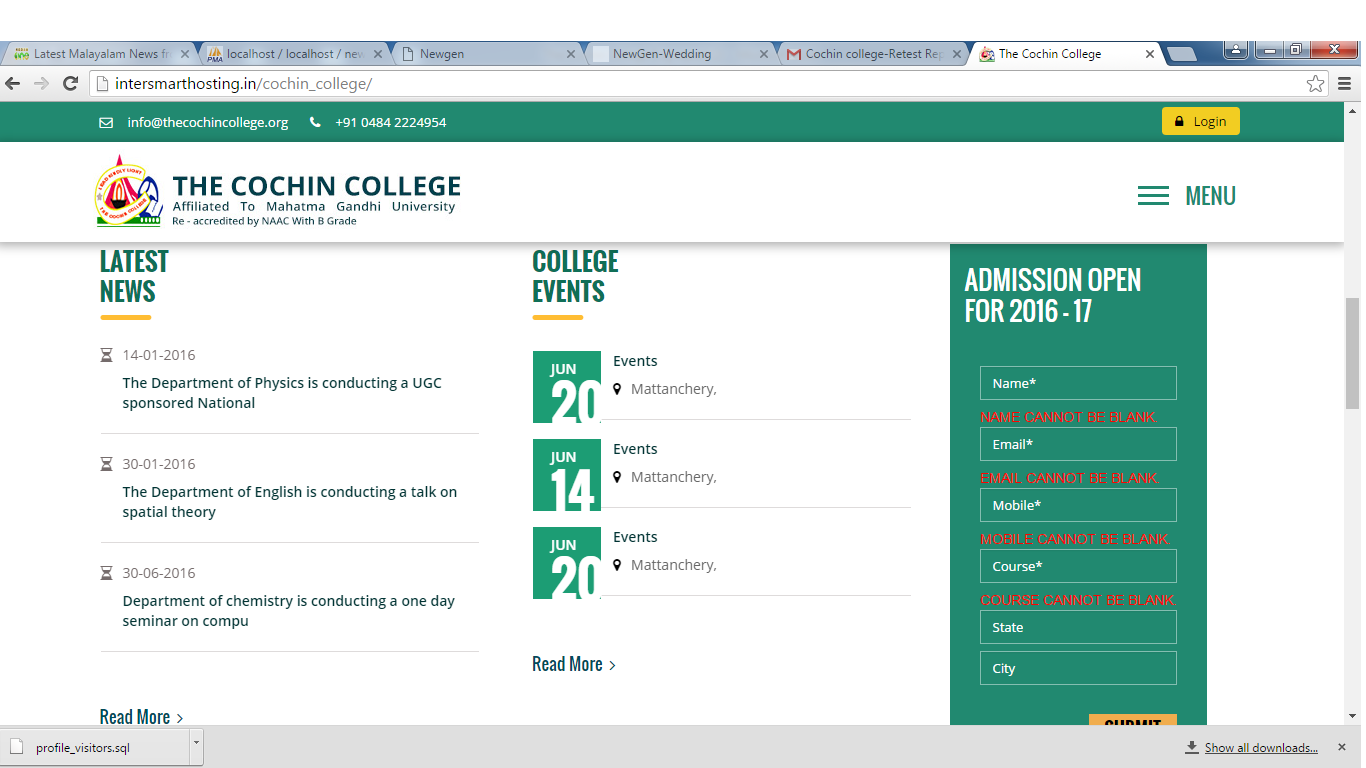 Latest Malayalam News fr
localhost / localhost / new
Newgen
NewGen-Wedding
Cochin college-Retest Rep
The Cochin College
intersmarthosting.in/cochin_college/
info@thecochincollege.org
+91 0484 2224954
Login
THE COCHIN COLLEGE
Affiliated To Mahatma Gandhi University
Re - accredited by NAAC With B Grade
MENU
LATEST
NEWS
14-01-2016
The Department of Physics is conducting a UGC
sponsored National
30-01-2016
The Department of English is conducting a talk on
spatial theory
30-06-2016
Department of chemistry is conducting a one day
seminar on compu
Read More
COLLEGE
EVENTS
JUN
20
Events
Mattanchery,
JUN
14
Events
Mattanchery,
JUN
20
Events
Mattanchery,
Read More
ADMISSION OPEN
FOR 2016 - 17
Name*
NAME CANNOT BE BLANK.
Email*
EMAIL CANNOT BE BLANK.
Mobile*
MOBILE CANNOT BE BLANK.
Course*
COURSE CANNOT BE BLANK.
State
City
SUBMIT
profile_visitors.sql
Show all downloads...